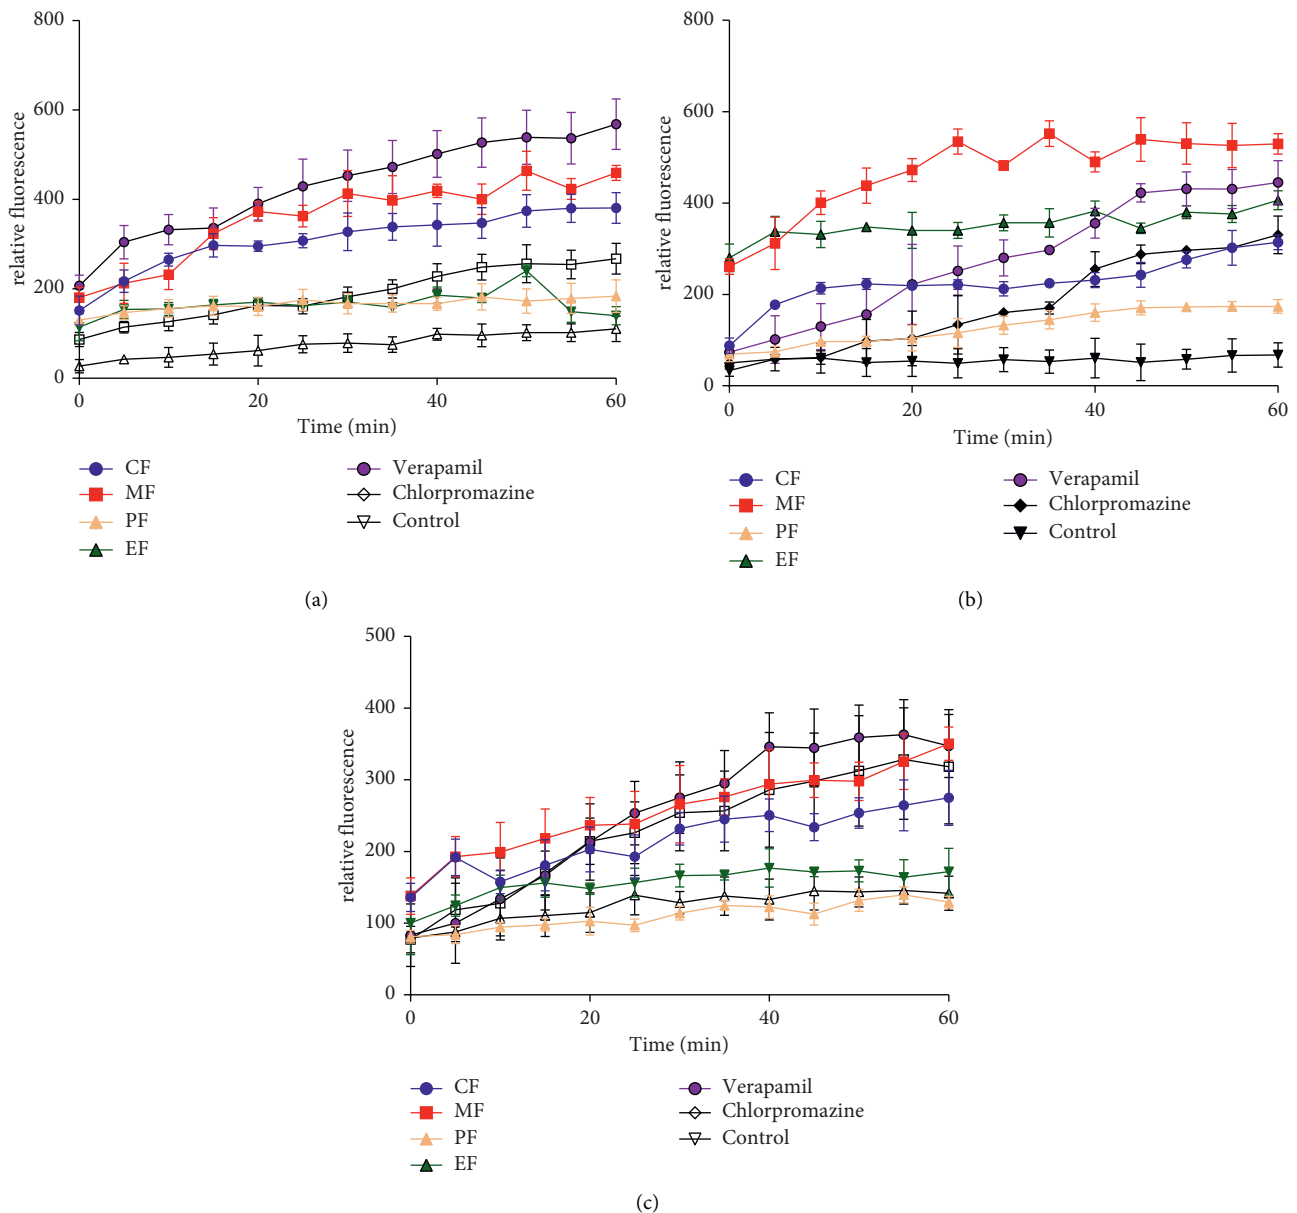 800
600
400
200
0
relative fluorescence
0 20 40 60
Time (min)
CF
MF
PF
EF
Verapamil
Chlorpromazine
Control
(a)
800
600
400
200
0
relative fluorescence
0 20 40 60
Time (min)
CF
MF
PF
EF
Verapamil
Chlorpromazine
Control
(b)
500
400
300
200
100
0
relative fluorescence
0 20 40 60
Time (min)
CF
MF
PF
EF
Verapamil
Chlorpromazine
Control
(c)